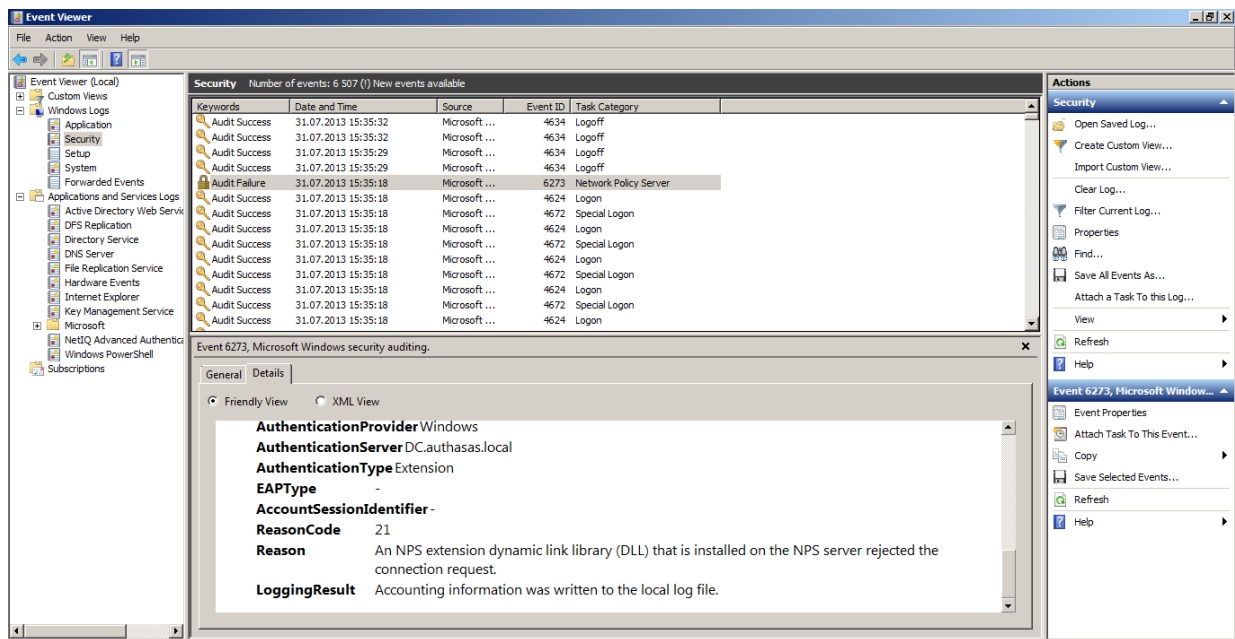 Event Viewer
File Action View Help
Event Viewer (Local)
Custom Views
Windows Logs
Application
Security
Setup
System
Forwarded Events
Applications and Services Logs
Active Directory Web Servic
DFS Replication
Directory Service
DNS Server
File Replication Service
Hardware Events
Internet Explorer
Key Management Service
Microsoft
NetIQ Advanced Authentica
Windows PowerShell
Subscriptions
Security Number of events: 6 507 (!) New events available
Keywords Date and Time Source Event ID Task Category
Audit Success 31.07.2013 15:35:32 Microsoft ... 4634 Logoff
Audit Success 31.07.2013 15:35:32 Microsoft ... 4634 Logoff
Audit Success 31.07.2013 15:35:29 Microsoft ... 4634 Logoff
Audit Success 31.07.2013 15:35:29 Microsoft ... 4634 Logoff
Audit Failure 31.07.2013 15:35:18 Microsoft ... 6273 Network Policy Server
Audit Success 31.07.2013 15:35:18 Microsoft ... 4624 Logon
Audit Success 31.07.2013 15:35:18 Microsoft ... 4672 Special Logon
Audit Success 31.07.2013 15:35:18 Microsoft ... 4624 Logon
Audit Success 31.07.2013 15:35:18 Microsoft ... 4672 Special Logon
Audit Success 31.07.2013 15:35:18 Microsoft ... 4624 Logon
Audit Success 31.07.2013 15:35:18 Microsoft ... 4672 Special Logon
Audit Success 31.07.2013 15:35:18 Microsoft ... 4624 Logon
Audit Success 31.07.2013 15:35:18 Microsoft ... 4672 Special Logon
Audit Success 31.07.2013 15:35:18 Microsoft ... 4624 Logon
Event 6273, Microsoft Windows security auditing.
General Details
Friendly View XML View
AuthenticationProvider Windows
AuthenticationServer DC.authasas.local
AuthenticationType Extension
EAPType -
AccountSessionIdentifier -
ReasonCode 21
Reason An NPS extension dynamic link library (DLL) that is installed on the NPS server rejected the
connection request.
LoggingResult Accounting information was written to the local log file.
Actions
Security
Open Saved Log...
Create Custom View...
Import Custom View...
Clear Log...
Filter Current Log...
Properties
Find...
Save All Events As...
Attach a Task To this Log...
View
Refresh
Help
Event 6273, Microsoft Window...
Event Properties
Attach Task To This Event...
Copy
Save Selected Events...
Refresh
Help